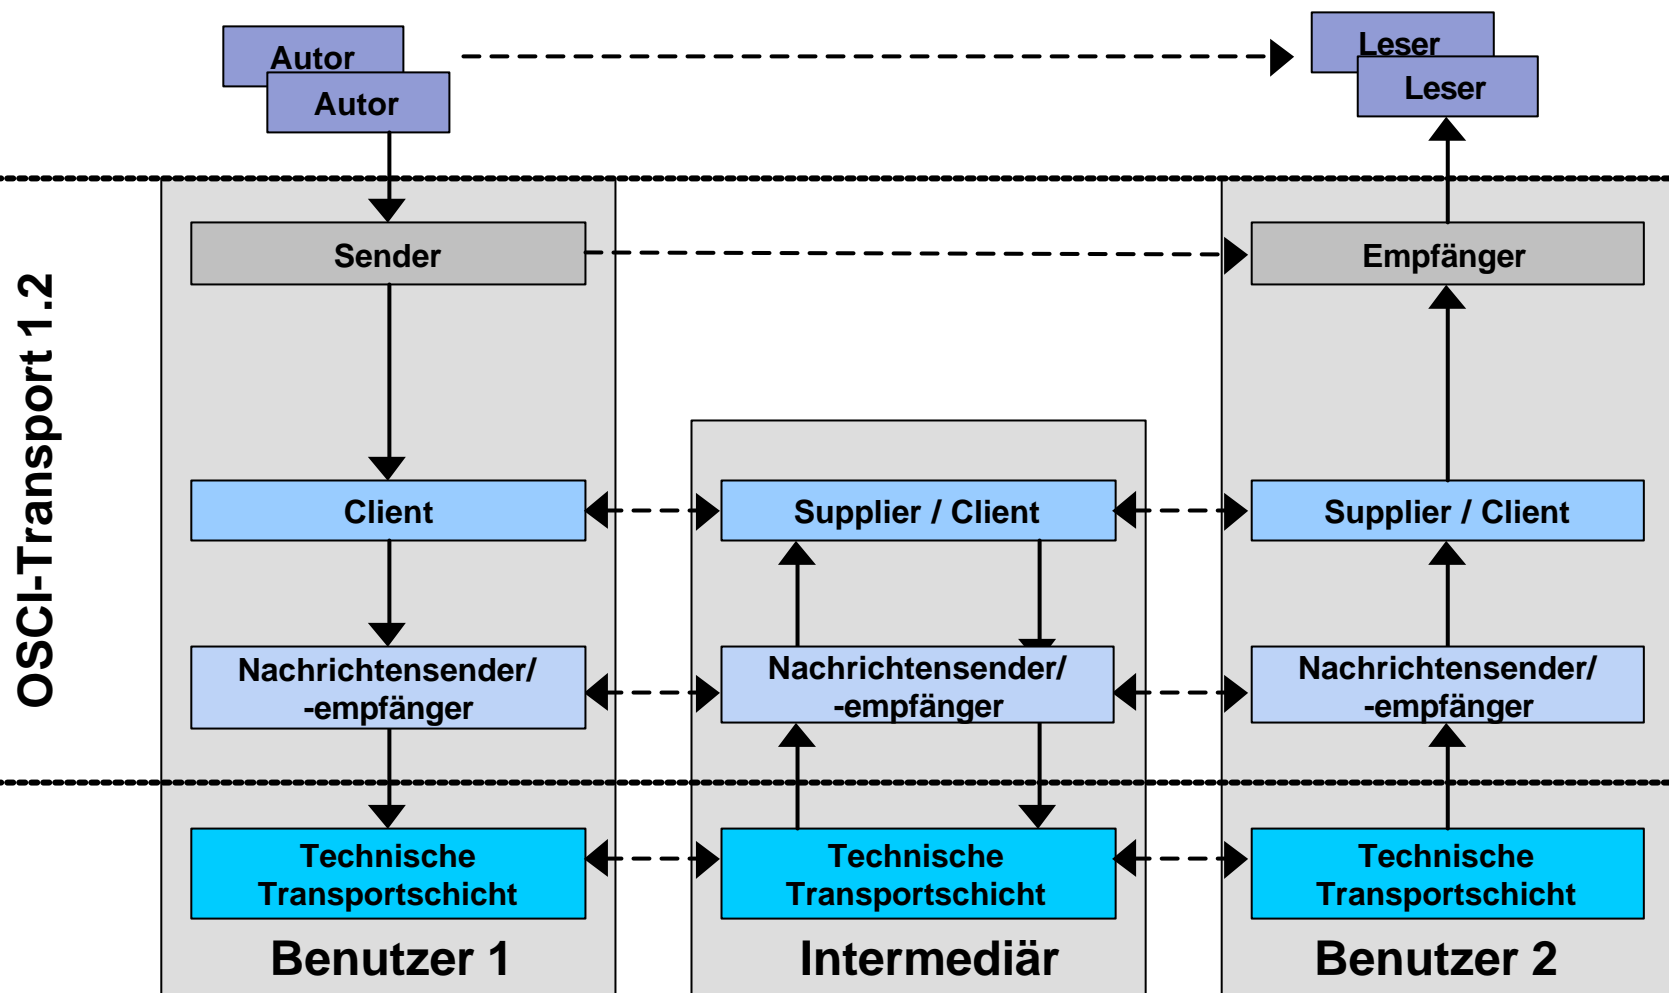 Autor
Autor
Leser
Leser
OSCI-Transport 1.2
Sender
Empfänger
Client
Supplier / Client
Supplier / Client
Nachrichtensender/
-empfänger
Nachrichtensender/
-empfänger
Nachrichtensender/
-empfänger
Technische
Transportschicht
Technische
Transportschicht
Technische
Transportschicht
Benutzer 1
Intermediär
Benutzer 2